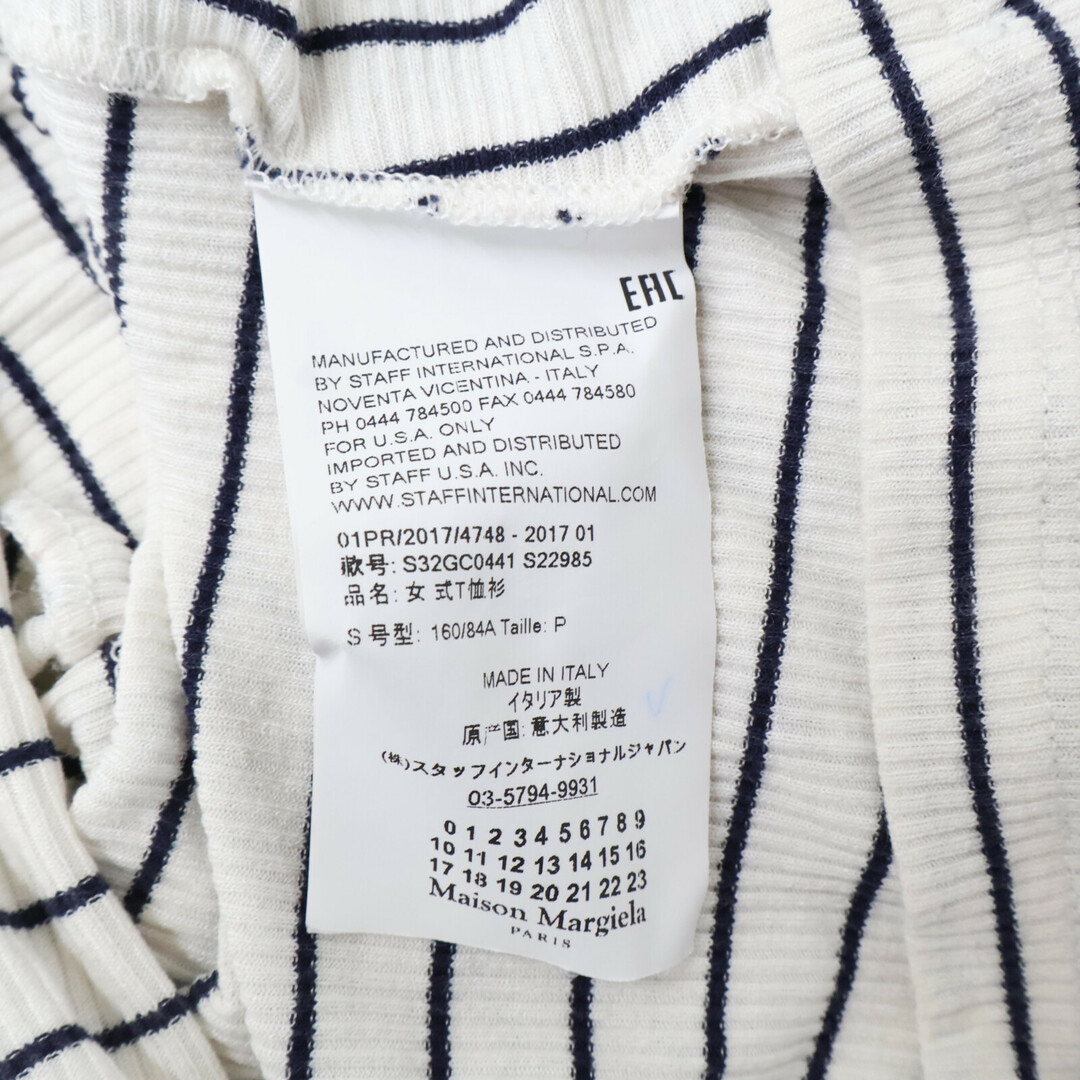 EAC
MANUFACTURED AND DISTRIBUTED
BY STAFF INTERNATIONAL S.P.A.
NOVENTA VICENTINA - ITALY
PH 0444 784500 FAX 0444 784580
FOR U.S.A. ONLY
IMPORTED AND DISTRIBUTED
BY STAFF U.S.A. INC.
WWW.STAFFINTERNATIONAL.COM
01PR/2017/4748 - 2017 01
款号: S32GC0441 S22985
品名: 女 式T恤衫
S 号型: 160/84A Taille: P
MADE IN ITALY
イタリア製
原产国: 意大利製造
(株)スタッフインターナショナルジャパン
03-5794-9931
0 1 2 3 4 5 6 7 8 9
10 11 12 13 14 15 16
17 18 19 20 21 22 23
Maison Margiela
PARIS